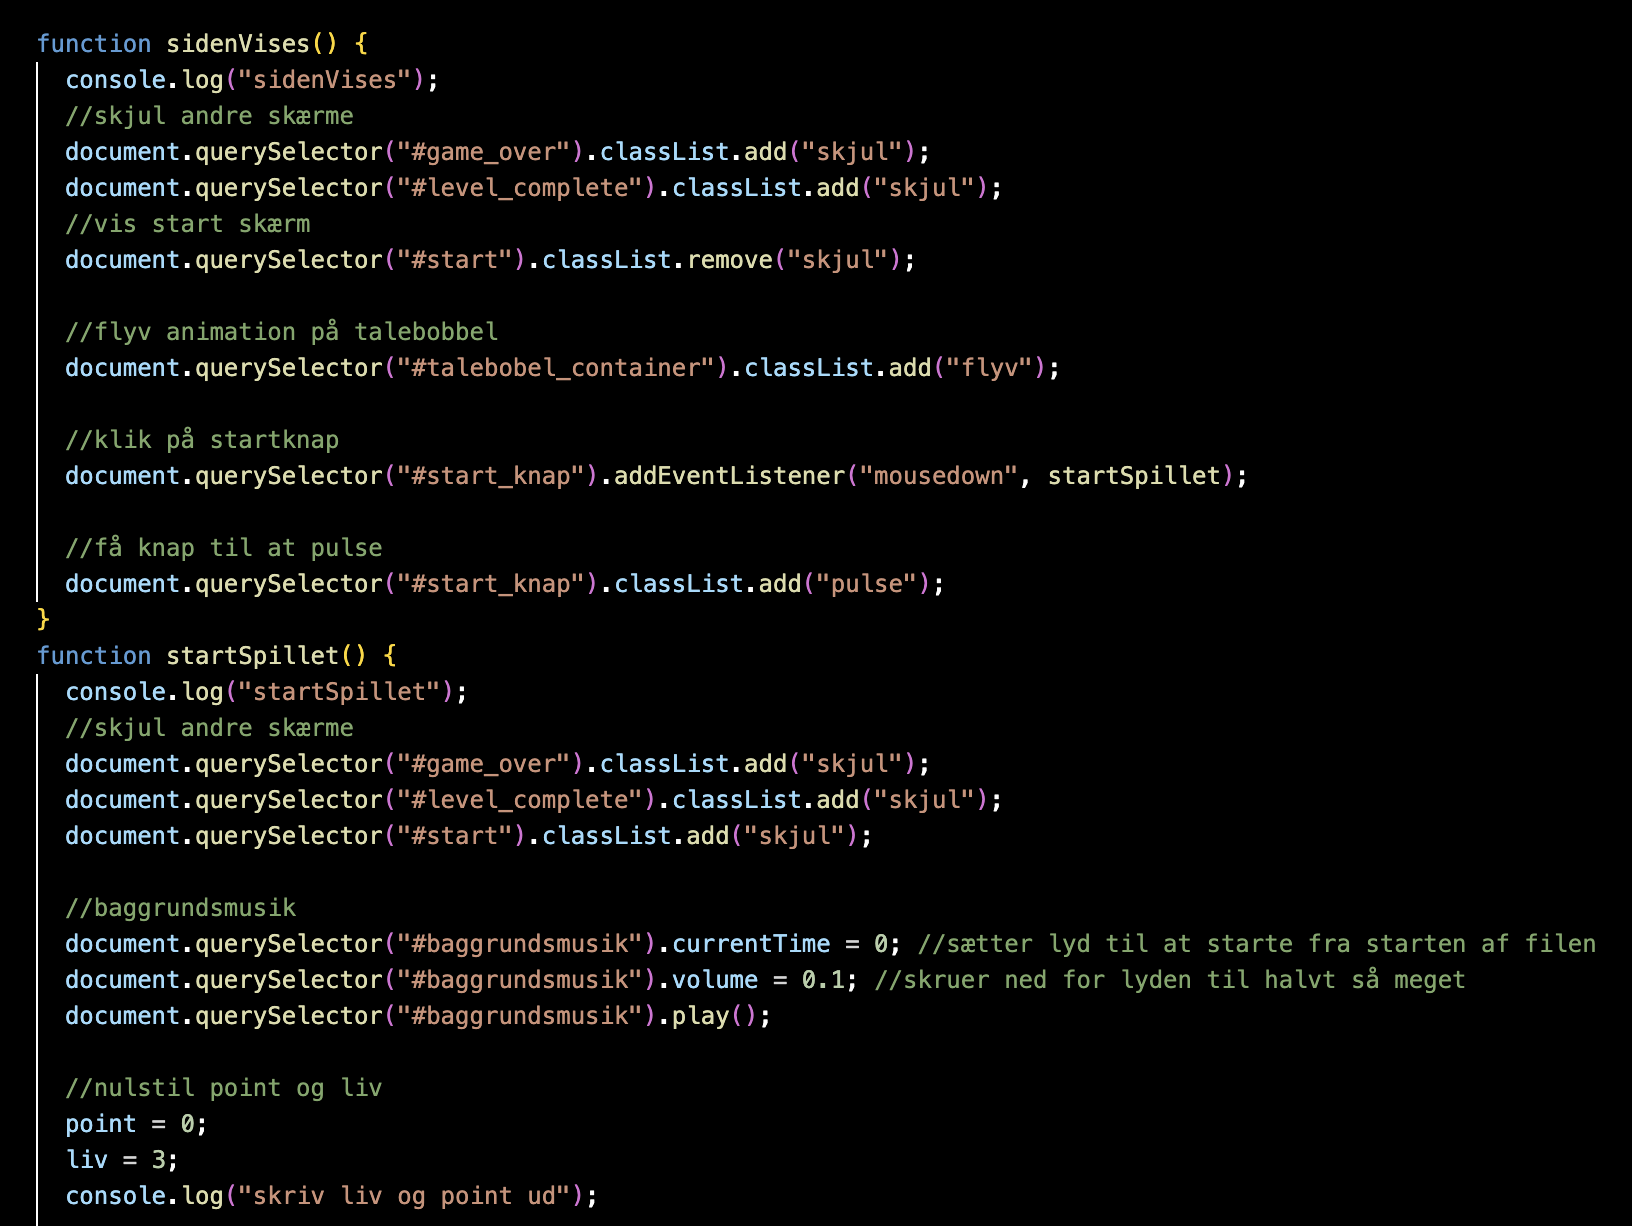 function sidenVises() {
console.log("sidenVises");
//skjul andre skærme
document.querySelector("#game_over").classList.add("skjul");
document.querySelector("#level_complete").classList.add("skjul");
//vis start skærm
document.querySelector("#start").classList.remove("skjul");
//flyv animation på talebobbel
document.querySelector("#talebobel_container").classList.add("flyv");
//klik på startknap
document.querySelector("#start_knap").addEventListener("mousedown", startSpillet);
//få knap til at pulse
document.querySelector("#start_knap").classList.add("pulse");
}
function startSpillet() {
console.log("startSpillet");
//skjul andre skærme
document.querySelector("#game_over").classList.add("skjul");
document.querySelector("#level_complete").classList.add("skjul");
document.querySelector("#start").classList.add("skjul");
//baggrundsmusik
document.querySelector("#baggrundsmusik").currentTime = 0; //sætter lyd til at starte fra starten af filen
document.querySelector("#baggrundsmusik").volume = 0.1; //skruer ned for lyden til halvt så meget
document.querySelector("#baggrundsmusik").play();
//nulstil point og liv
point = 0;
liv = 3;
console.log("skriv liv og point ud");